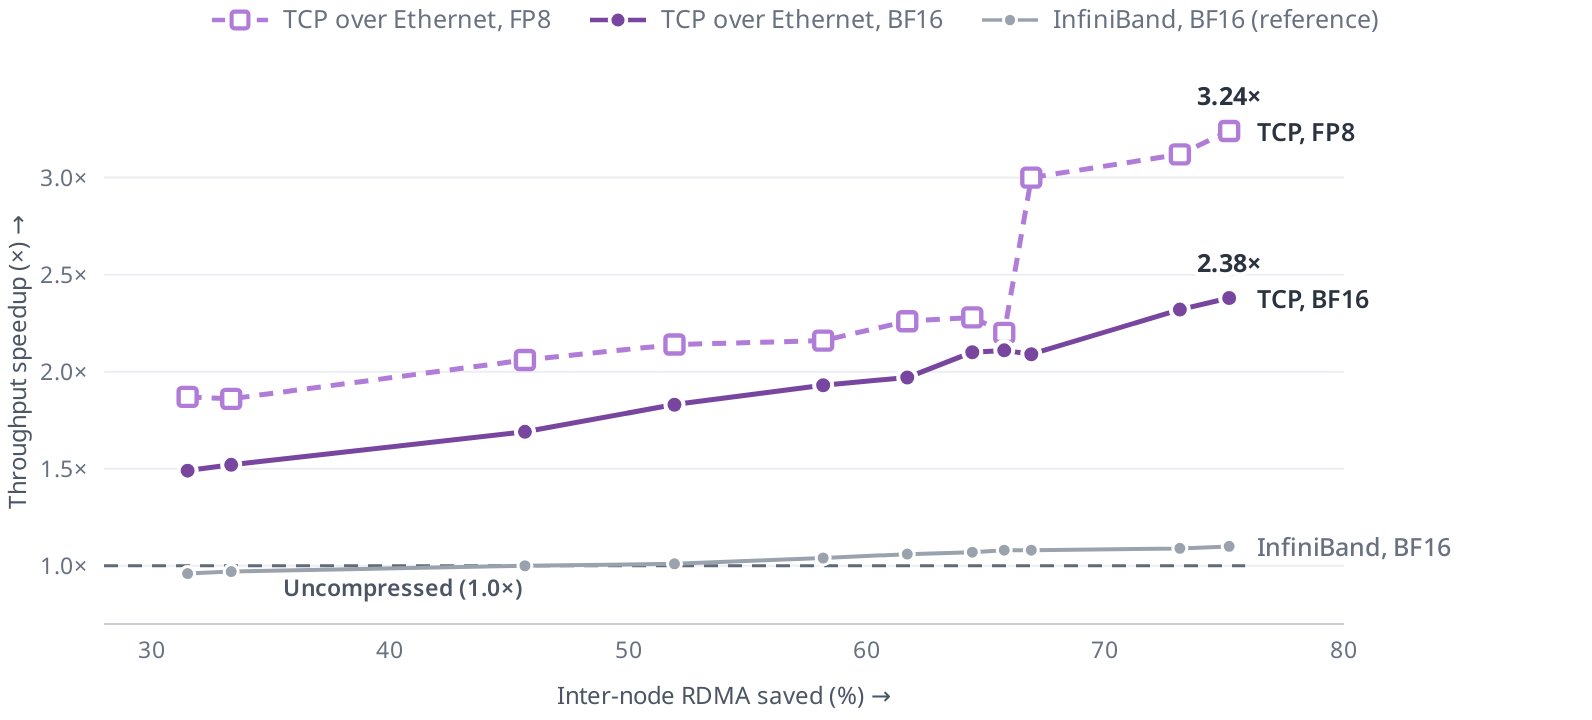 TCP over Ethernet, FP8 TCP over Ethernet, BF16 InfiniBand, BF16 (reference)
3.24×
TCP, FP8
3.0×
2.5×
2.38×
TCP, BF16
2.0×
1.5×
1.0×
InfiniBand, BF16
Uncompressed (1.0×)
Throughput speedup (×) →
30 40 50 60 70 80
Inter-node RDMA saved (%) →